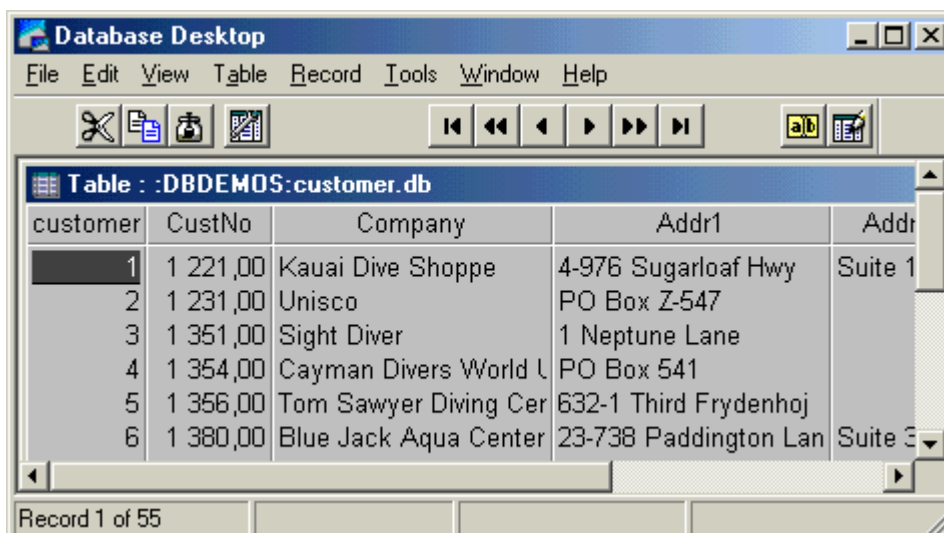 Database Desktop
File Edit View Table Record Tools Window Help
Table : :DBDEMOS:customer.db
customer CustNo Company Addr1 Addr
1 1 221,00 Kauai Dive Shoppe 4-976 Sugarloaf Hwy Suite 1
2 1 231,00 Unisco PO Box Z-547
3 1 351,00 Sight Diver 1 Neptune Lane
4 1 354,00 Cayman Divers World PO Box 541
5 1 356,00 Tom Sawyer Diving Cer 632-1 Third Frydenhoj
6 1 380,00 Blue Jack Aqua Center 23-738 Paddington Lan Suite
Record 1 of 55